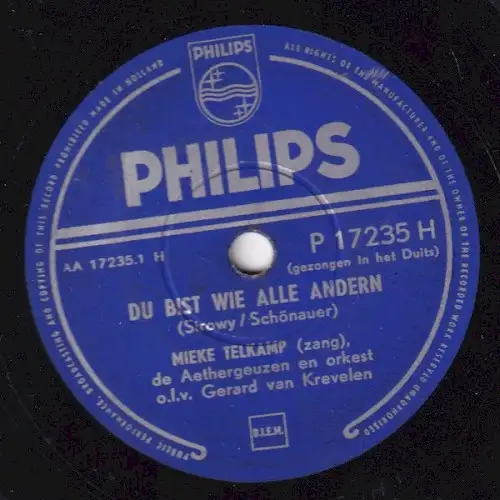 PHILIPS
PHILIPS
AA 17235.1 H
P 17235 H
(gezongen in het Duits)
DU BIST WIE ALLE ANDERN
(Sirowy/Schönauer)
MIEKE TELKAMP (zang),
de Aethergeuzen en orkest
o.l.v. Gerard van Krevelen
B.I.E.M.
ALL RIGHTS OF THE MANUFACTURER AND OF THE OWNER OF THE RECORDED WORK RESERVED UNAUTHORISED
PUBLIC PERFORMANCE, BROADCASTING AND COPYING OF THIS RECORD PROHIBITED MADE IN HOLLAND